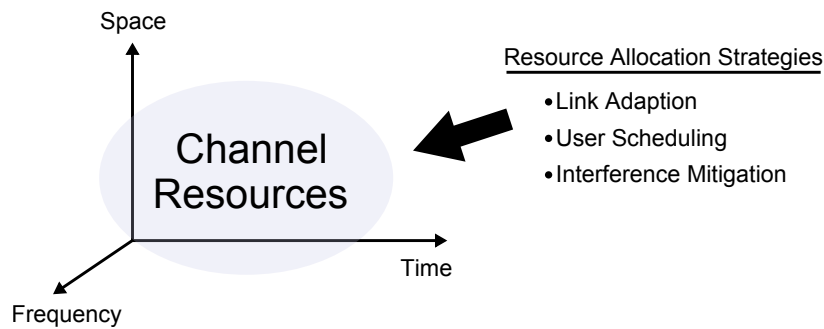 Space
Resource Allocation Strategies
•Link Adaption
•User Scheduling
•Interference Mitigation
Channel
Resources
Time
Frequency